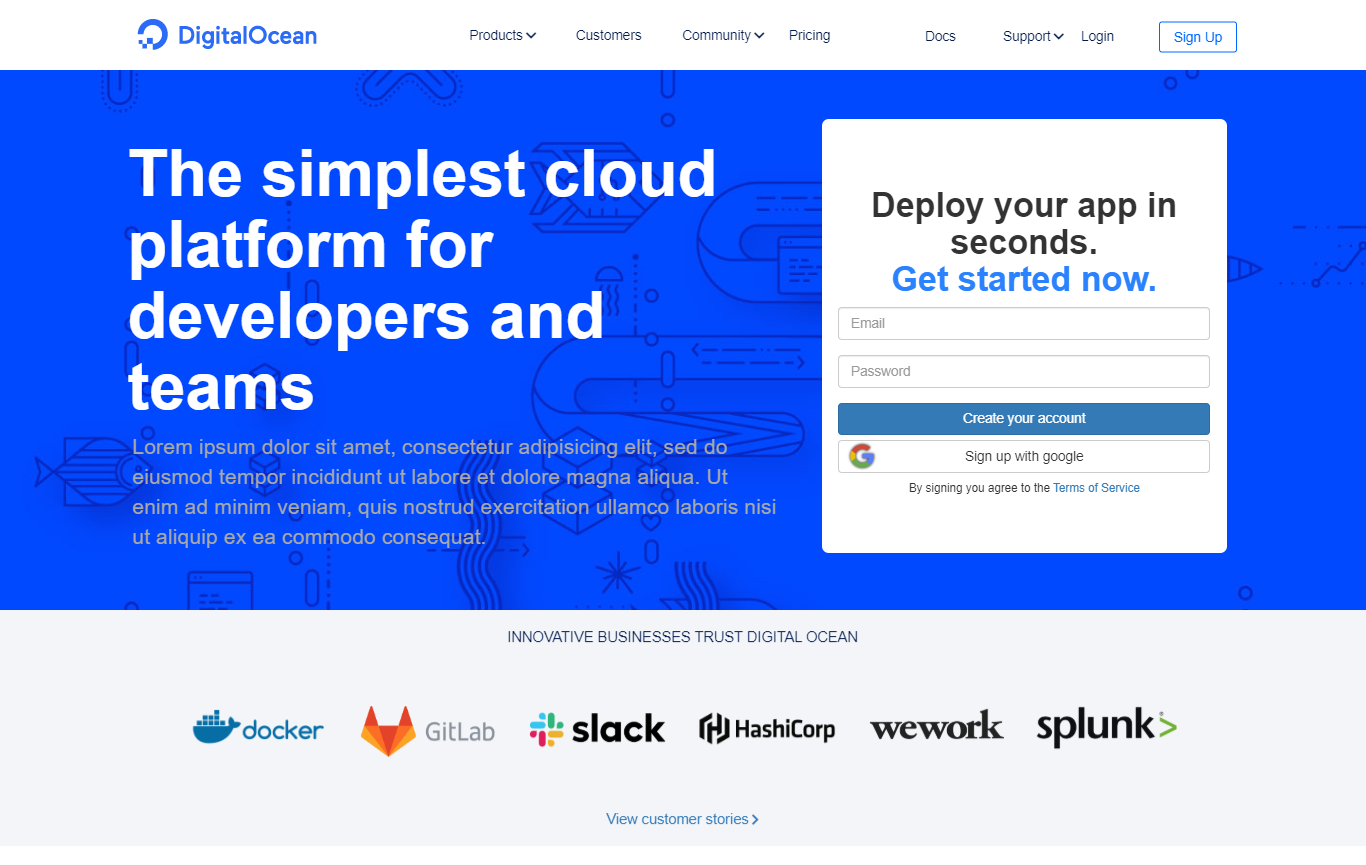 DigitalOcean Products Customers Community Pricing Docs Support Login Sign Up
The simplest cloud
platform for
developers and
teams
Lorem ipsum dolor sit amet, consectetur adipisicing elit, sed do
eiusmod tempor incididunt ut labore et dolore magna aliqua. Ut
enim ad minim veniam, quis nostrud exercitation ullamco laboris nisi
ut aliquip ex ea commodo consequat.
Deploy your app in
seconds.
Get started now.
Email
Password
Create your account
Sign up with google
By signing you agree to the Terms of Service
INNOVATIVE BUSINESSES TRUST DIGITAL OCEAN
docker GitLab slack HashiCorp wework splunk>
View customer stories